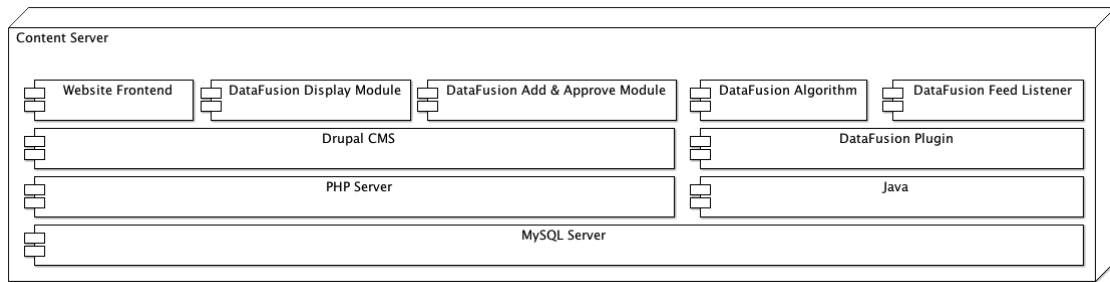 Content Server
Website Frontend
DataFusion Display Module
DataFusion Add & Approve Module
DataFusion Algorithm
DataFusion Feed Listener
Drupal CMS
DataFusion Plugin
PHP Server
Java
MySQL Server